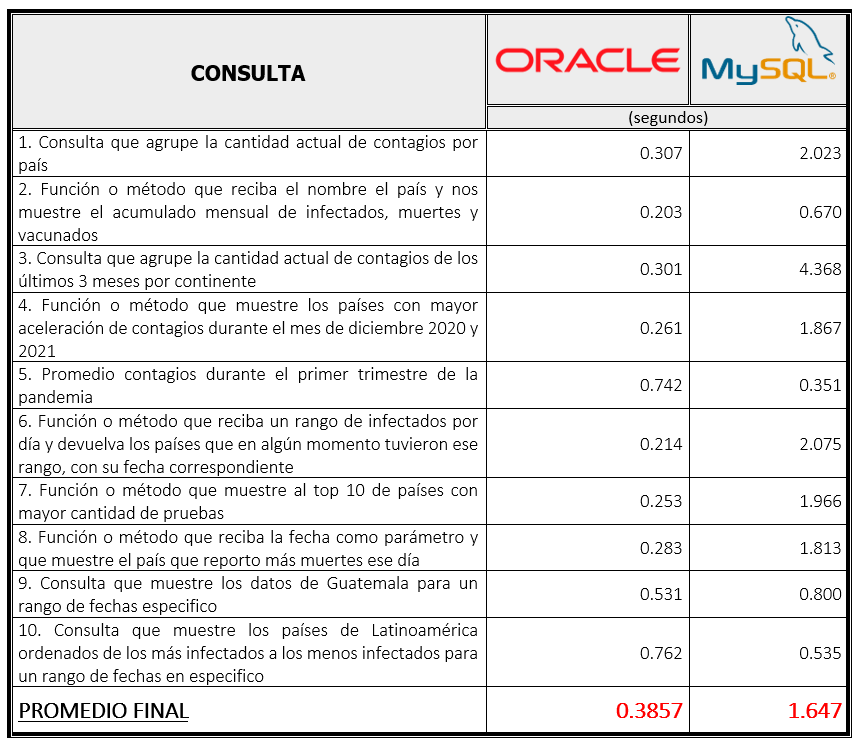 CONSULTA
ORACLE
MySQL®
(segundos)
1. Consulta que agrupe la cantidad actual de contagios por
país
0.307
2.023
2. Función o método que reciba el nombre el país y nos
muestre el acumulado mensual de infectados, muertes y
vacunados
0.203
0.670
3. Consulta que agrupe la cantidad actual de contagios de los
últimos 3 meses por continente
0.301
4.368
4. Función o método que muestre los países con mayor
aceleración de contagios durante el mes de diciembre 2020 y
2021
0.261
1.867
5. Promedio contagios durante el primer trimestre de la
pandemia
0.742
0.351
6. Función o método que reciba un rango de infectados por
día y devuelva los países que en algún momento tuvieron ese
rango, con su fecha correspondiente
0.214
2.075
7. Función o método que muestre al top 10 de países con
mayor cantidad de pruebas
0.253
1.966
8. Función o método que reciba la fecha como parámetro y
que muestre el país que reporto más muertes ese día
0.283
1.813
9. Consulta que muestre los datos de Guatemala para un
rango de fechas especifico
0.531
0.800
10. Consulta que muestre los países de Latinoamérica
ordenados de los más infectados a los menos infectados para
un rango de fechas en especifico
0.762
0.535
PROMEDIO FINAL
0.3857
1.647